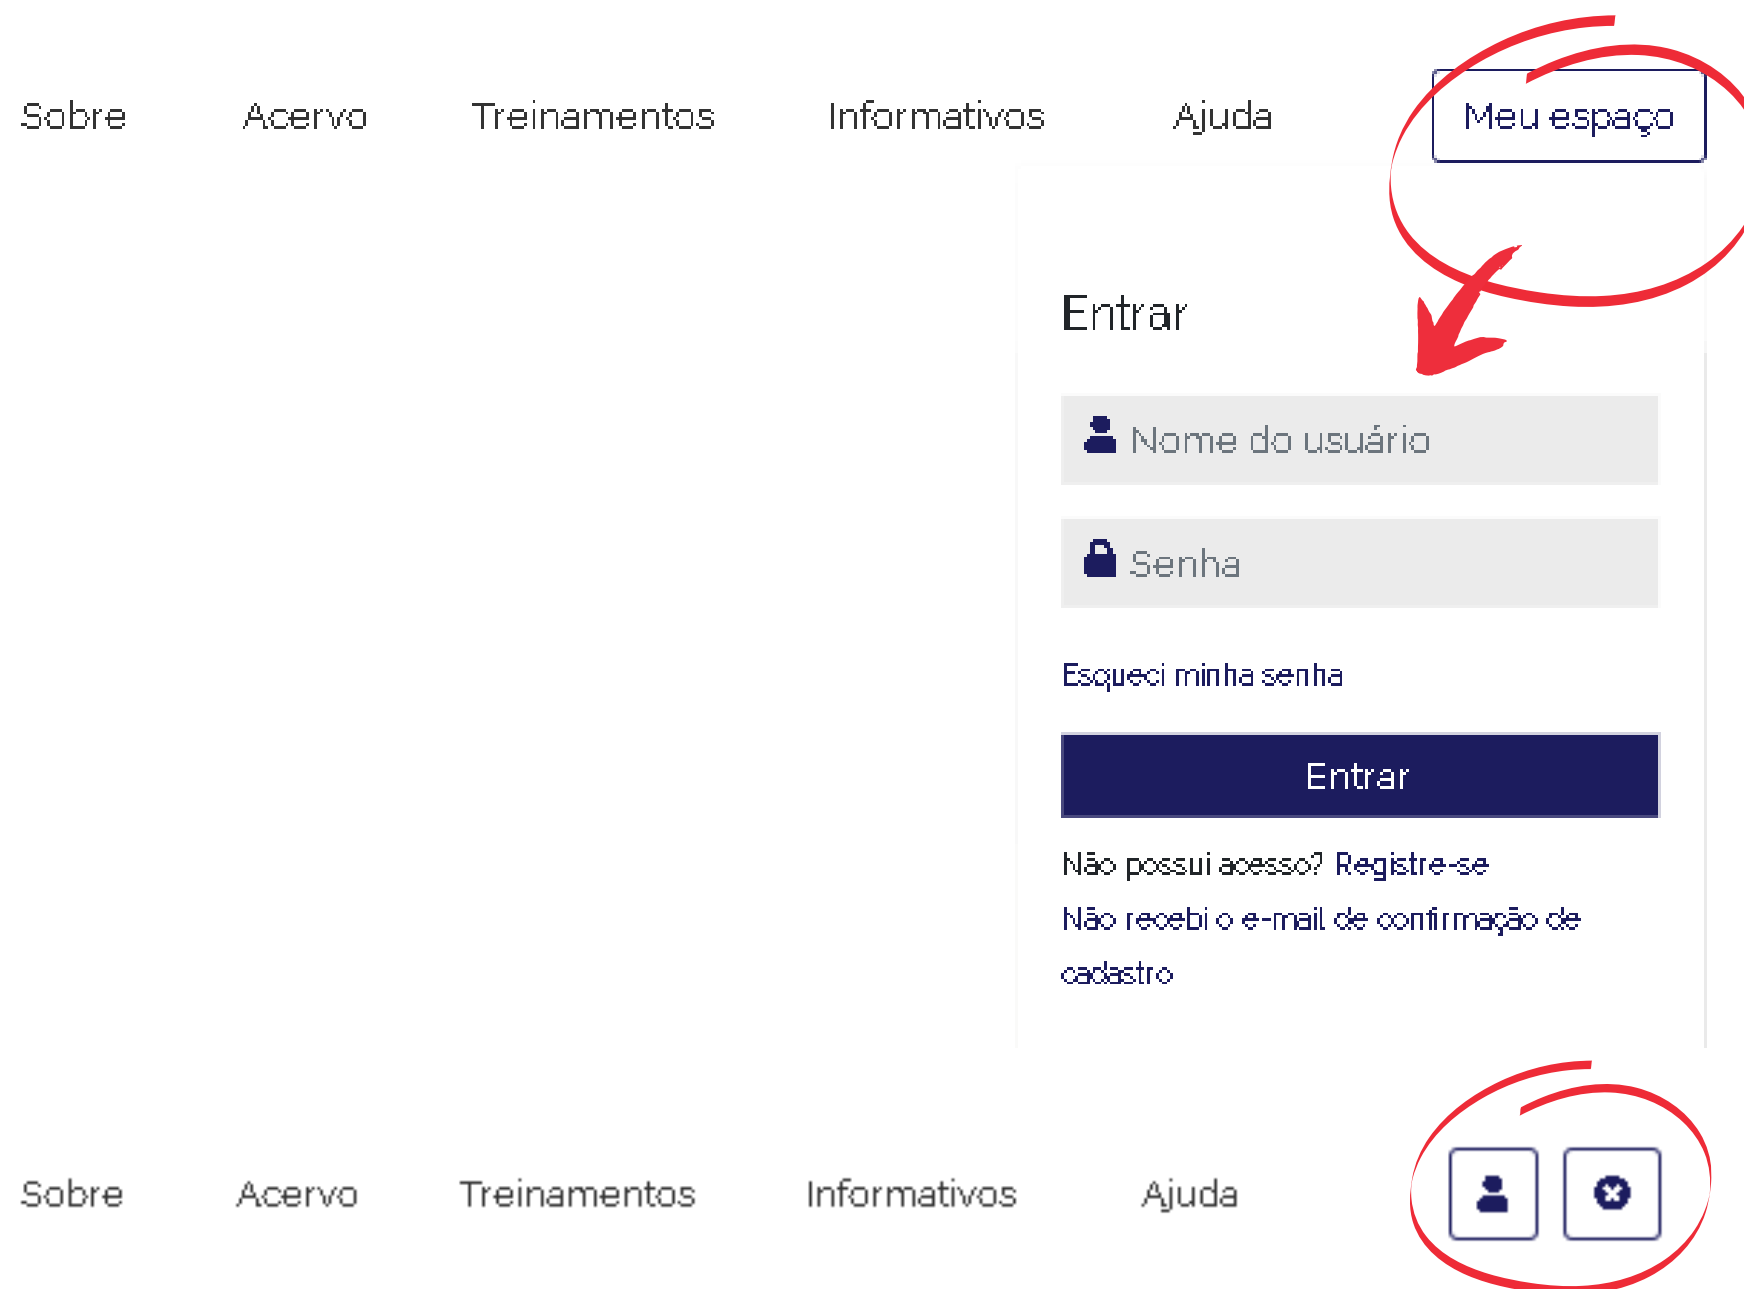 Sobre Acervo Treinamentos Informativos Ajuda Meu espaço
Entrar
Nome do usuário
Senha
Esqueci minha senha
Entrar
Não possui acesso? Registre-se
Não recebi o e-mail de confirmação de
cadastro
Sobre Acervo Treinamentos Informativos Ajuda